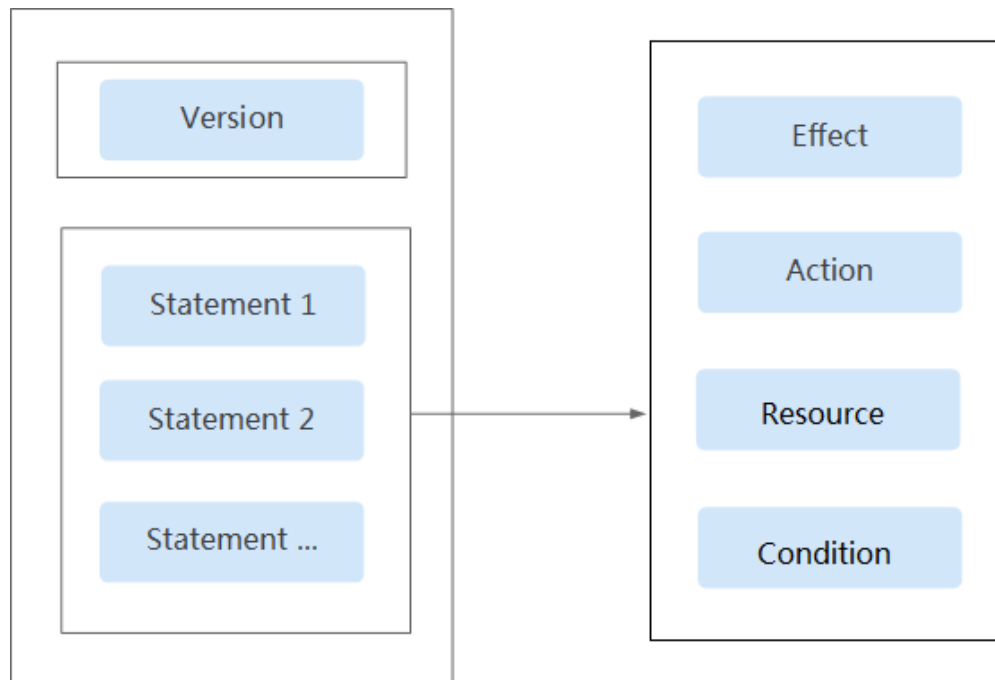 Version
Statement 1
Statement 2
Statement ...
Effect
Action
Resource
Condition